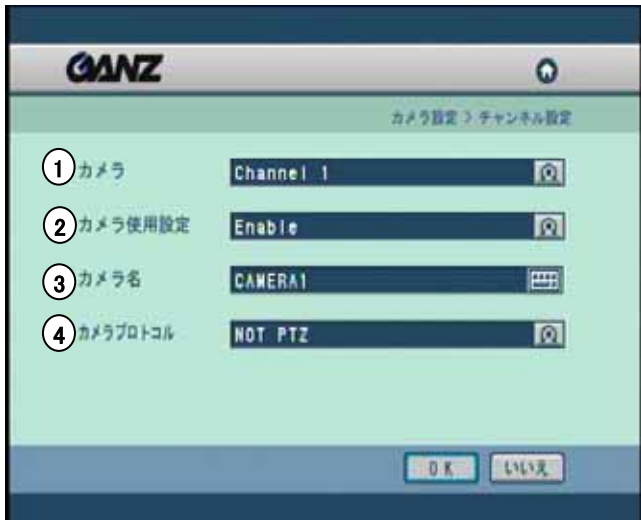 GANZ
カメラ設定 > チャンネル設定
1 カメラ Channel 1
2 カメラ使用設定 Enable
3 カメラ名 CAMERA1
4 カメラプロトコル NOT PTZ
OK いいえ